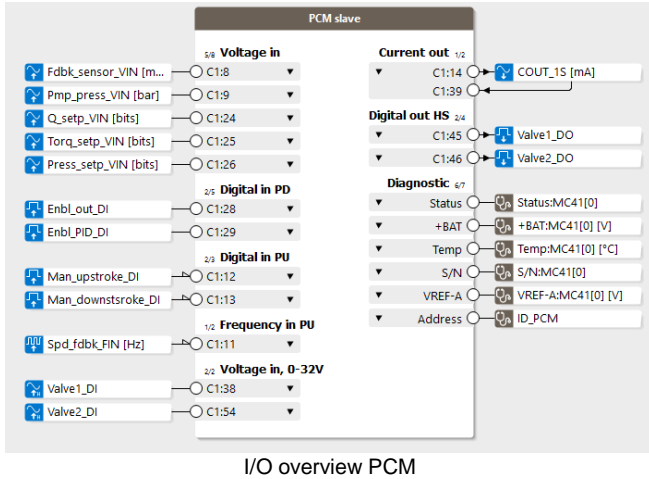 PCM slave
5/8 Voltage in
Fdbk_sensor_VIN [m... C1:8
Pmp_press_VIN [bar] C1:9
Q_setp_VIN [bits] C1:24
Torq_setp_VIN [bits] C1:25
Press_setp_VIN [bits] C1:26
2/5 Digital in PD
Enbl_out_DI C1:28
Enbl_PID_DI C1:29
2/3 Digital in PU
Man_upstroke_DI C1:12
Man_downstsroke_DI C1:13
1/2 Frequency in PU
Spd_fdbk_FIN [Hz] C1:11
2/2 Voltage in, 0-32V
Valve1_DI C1:38
Valve2_DI C1:54
Current out 1/2
C1:14 COUT_1S [mA]
C1:39
Digital out HS 2/4
C1:45 Valve1_DO
C1:46 Valve2_DO
Diagnostic 6/7
Status Status:MC41[0]
+BAT +BAT:MC41[0] [V]
Temp Temp:MC41[0] [°C]
S/N S/N:MC41[0]
VREF-A VREF-A:MC41[0] [V]
Address ID_PCM
I/O overview PCM